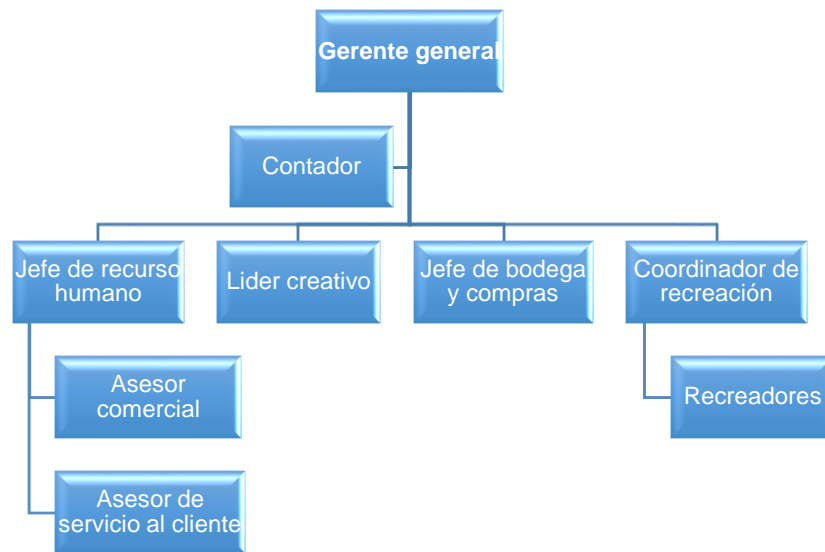 Gerente general
Contador
Jefe de recurso
humano
Lider creativo
Jefe de bodega
y compras
Coordinador de
recreación
Asesor
comercial
Recreadores
Asesor de
servicio al cliente